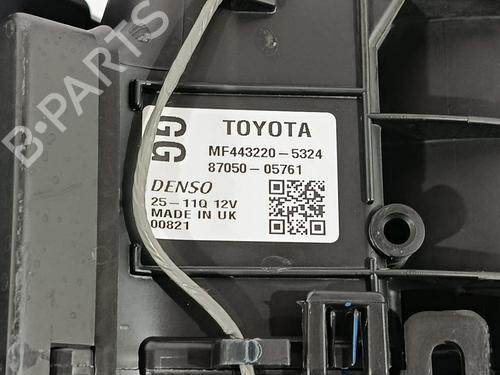 B-PARTS
GG
TOYOTA
MF443220-5324
87050-05761
DENSO
25-11Q 12V
MADE IN UK
00821